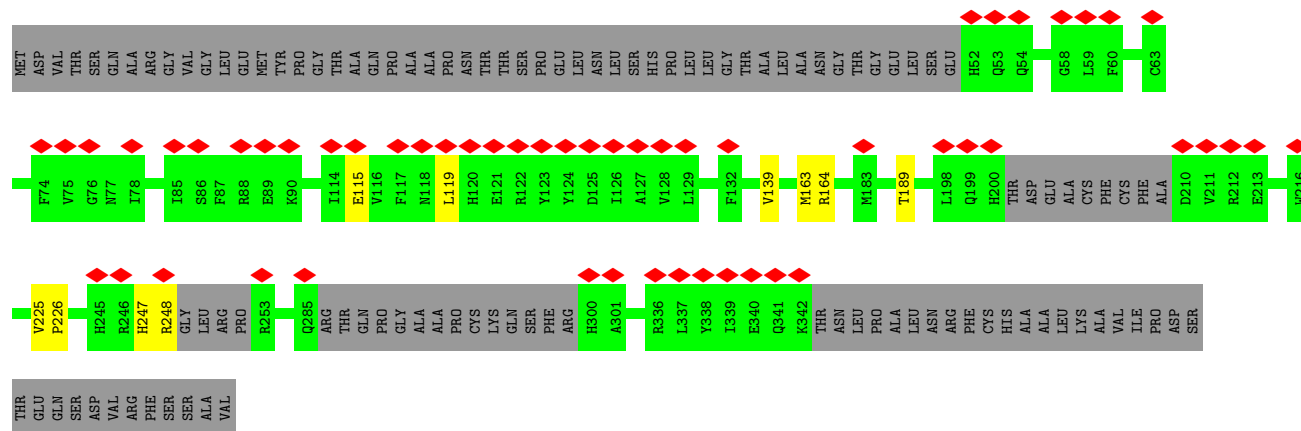 MET ASP VAL THR SER GLN ALA ARG GLY VAL GLY LEU GLU MET TYR PRO GLY THR ALA GLN PRO ALA ALA PRO ASN THR THR SER PRO GLU LEU ASN LEU SER HIS PRO LEU LEU GLY THR ALA LEU ALA ASN GLY THR GLY GLU LEU SER GLU H52 Q53 Q54 G58 L59 F60 C63
F74 V75 G76 N77 I78 I85 S86 F87 R88 E89 K90 I114 E115 V116 F117 N118 L119 H120 E121 R122 Y123 Y124 D125 I126 A127 V128 L129 F132 V139 M163 R164 M183 T189 L198 Q199 H200 THR ASP GLU ALA CYS PHE CYS PHE ALA D210 V211 R212 E213 W216
V225 P226 H245 R246 H247 R248 GLY LEU ARG PRO R253 Q285 ARG THR GLN PRO GLY ALA ALA PRO CYS LYS GLN SER PHE ARG H300 A301 R336 L337 Y338 I339 E340 Q341 K342 THR ASN LEU PRO ALA LEU ASN ARG PHE CYS HIS ALA ALA LEU LYS ALA VAL ILE PRO ASP SER
THR GLU GLN SER ASP VAL ARG PHE SER SER ALA VAL